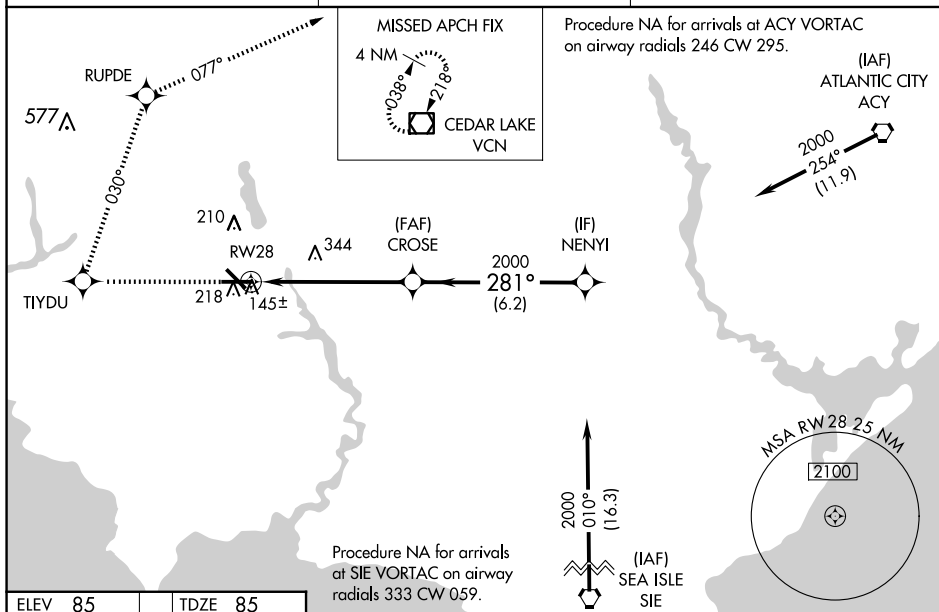 MISSED APCH FIX
4 NM
038°
218°
CEDAR LAKE
VCN
Procedure NA for arrivals at ACY VORTAC
on airway radials 246 CW 295.
(IAF)
ATLANTIC CITY
ACY
2000
254°
(11.9)
RUPDE
077°
577
030°
210
RW28
344
(FAF)
CROSE
(IF)
NENYI
2000
281°
(6.2)
TIYDU
218
145±
MSA RW 28 25 NM
2100
2000
010°
(16.3)
Procedure NA for arrivals
at SIE VORTAC on airway
radials 333 CW 059.
(IAF)
SEA ISLE
SIE
ELEV 85
TDZE 85